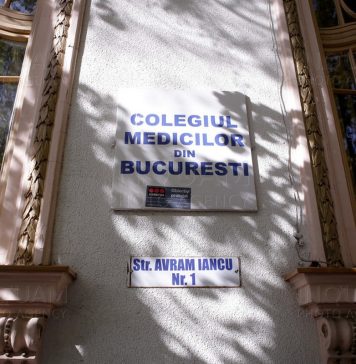 COLEGIUL
MEDICILOR
DIN
BUCURESTI
Str. AVRAM IANCU
Nr. 1